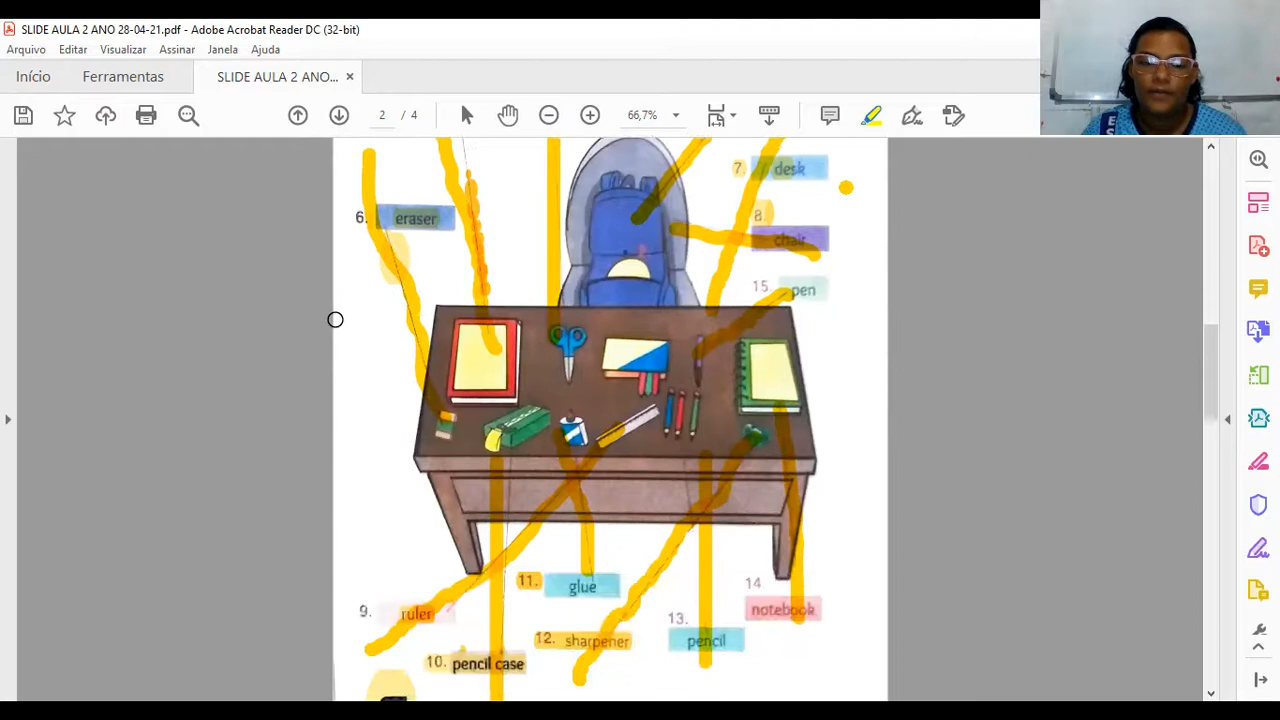 SLIDE AULA 2 ANO 28-04-21.pdf - Adobe Acrobat Reader DC (32-bit)
Arquivo Editar Visualizar Assinar Janela Ajuda
Início Ferramentas SLIDE AULA 2 ANO... ×
2 / 4 66,7%
7 desk
6. eraser
8
chair
15. pen
11. glue
14
notebook
9. ruler
12. sharpener
13.
pencil
10. pencil case